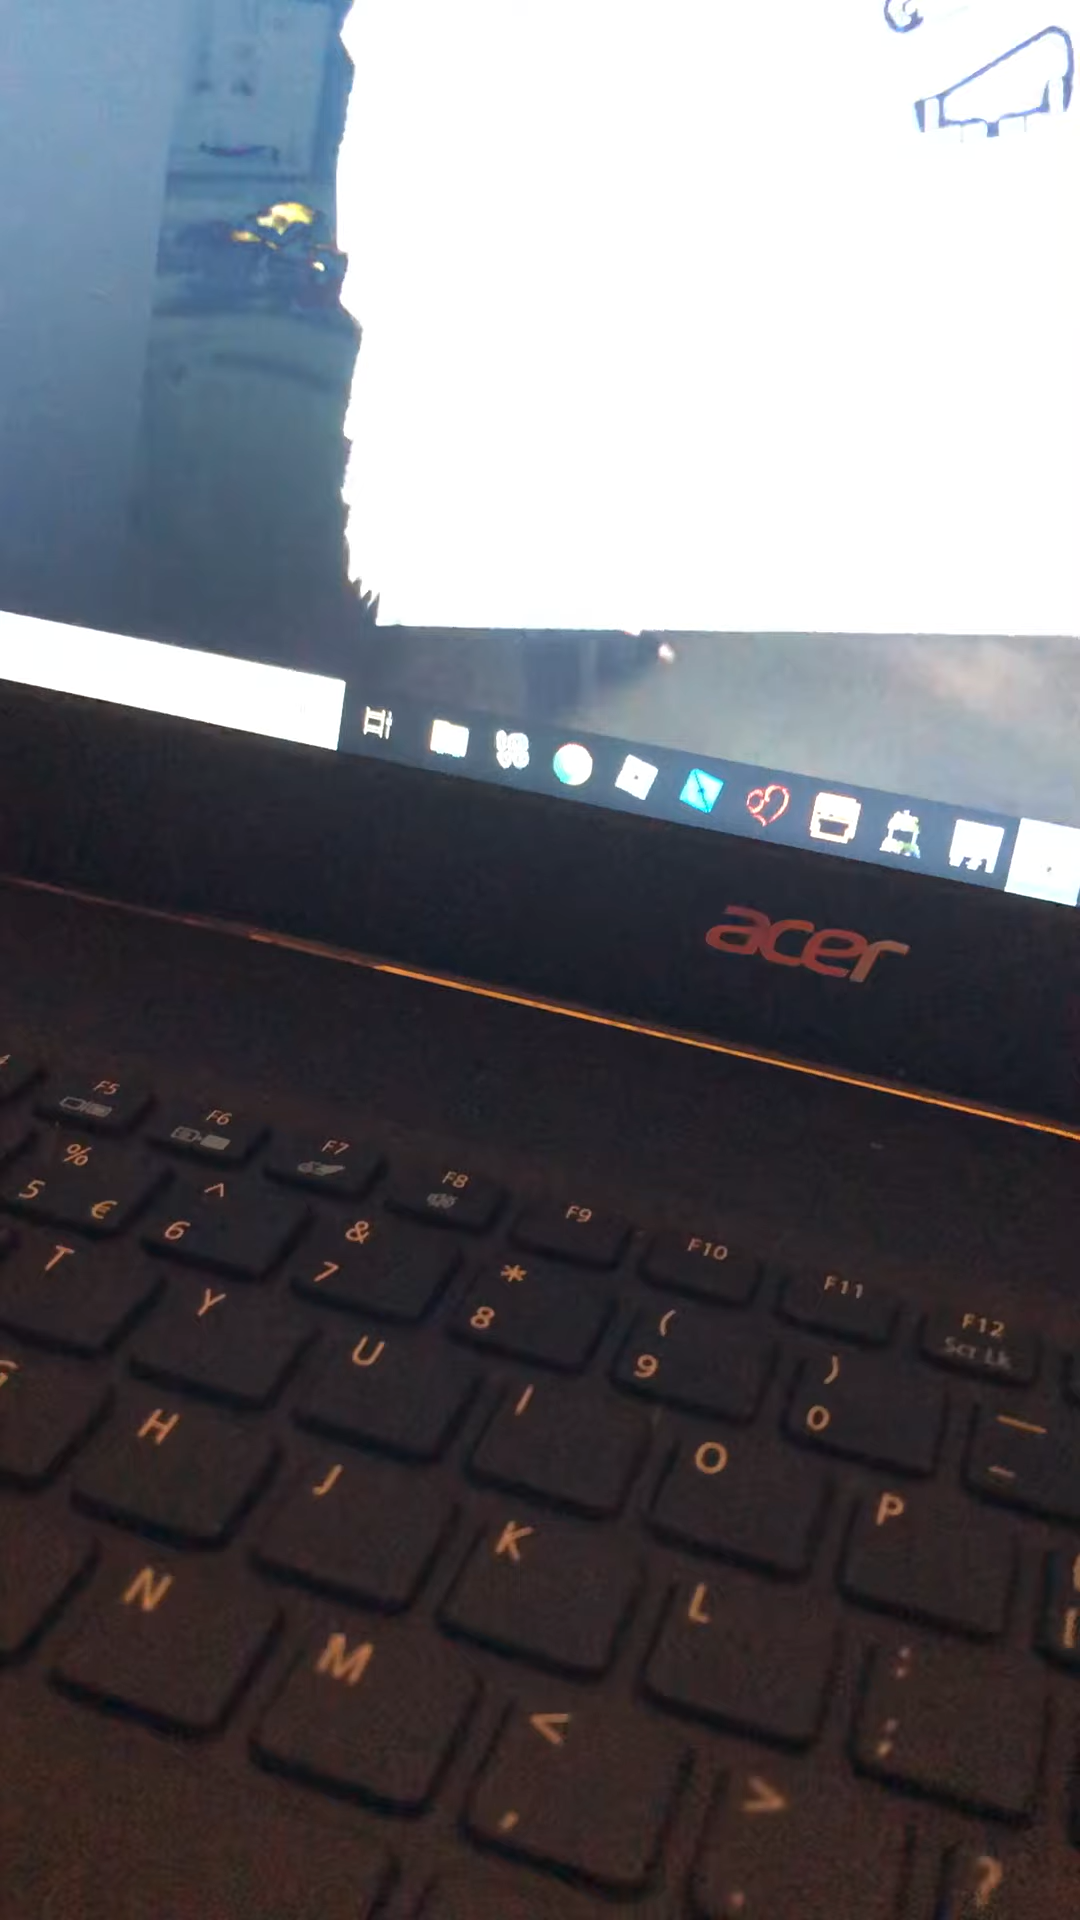 acer
F5 F6 F7 F8 F9 F10 F11 F12
Scr Lk
% ^ & * ( ) _
5 € 6 7 8 9 0 -
T Y U I O P
G H J K L : ;
N M < , > . ?